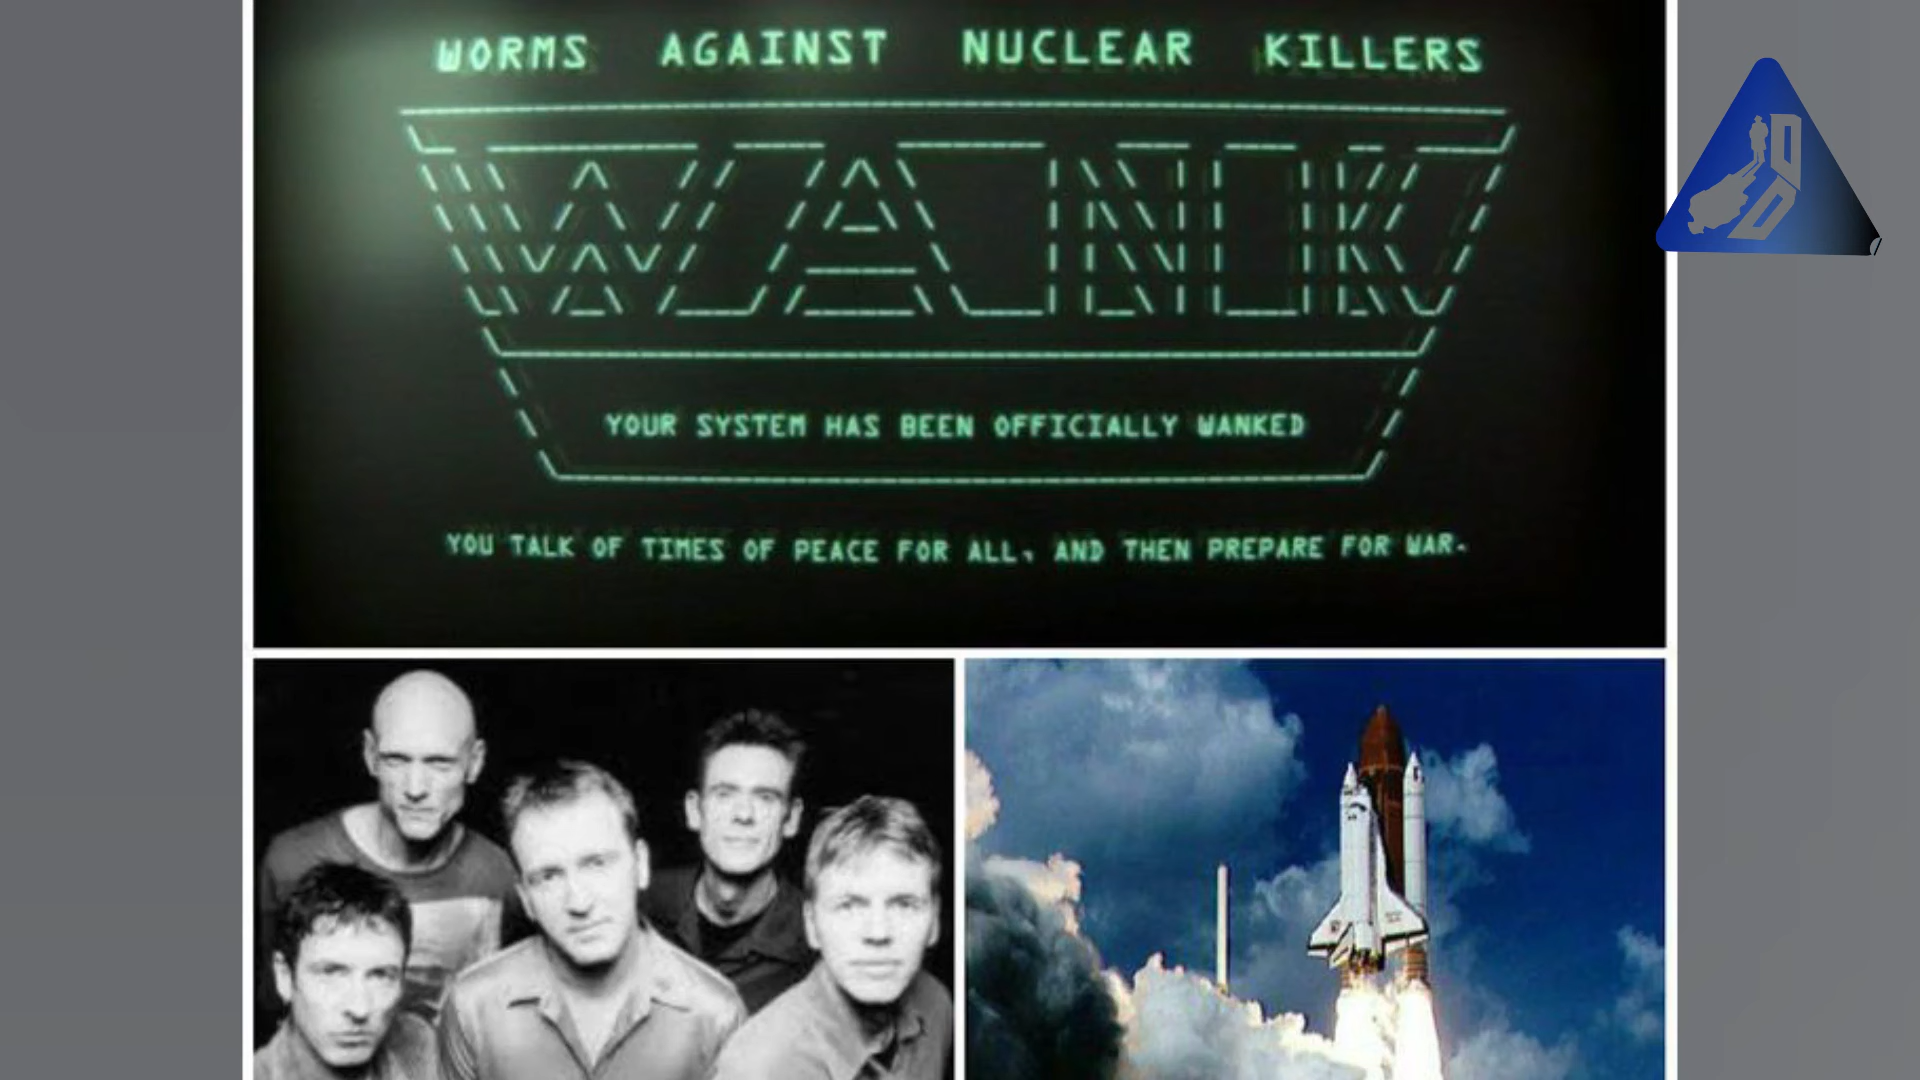 WORMS AGAINST NUCLEAR KILLERS
WANK
YOUR SYSTEM HAS BEEN OFFICIALLY WANKED
YOU TALK OF TIMES OF PEACE FOR ALL, AND THEN PREPARE FOR WAR.